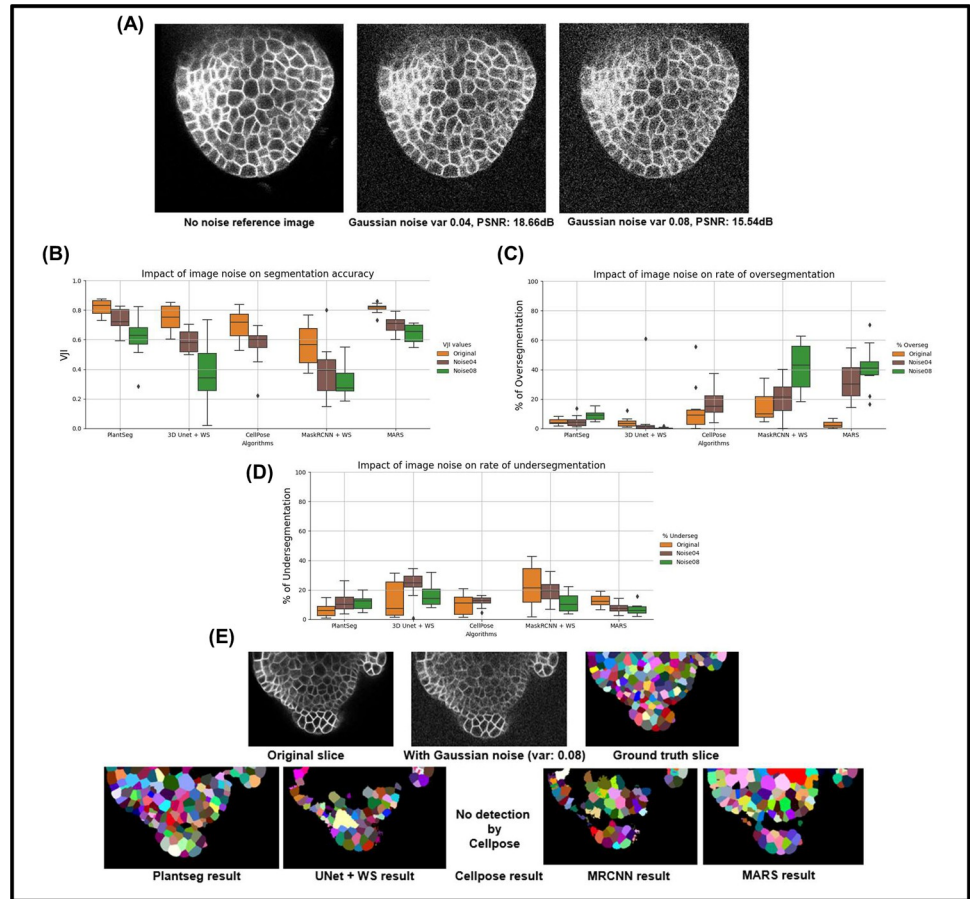 (A)
No noise reference image
Gaussian noise var 0.04, PSNR: 18.66dB
Gaussian noise var 0.08, PSNR: 15.54dB
(B)
Impact of image noise on segmentation accuracy
VJI
1.0
0.8
0.6
0.4
0.2
0.0
PlantSeg
3D Unet + WS
CellPose
MaskRCNN + WS
MARS
Algorithms
VJI values
Original
Noise04
Noise08
(C)
Impact of image noise on rate of oversegmentation
% of Oversegmentation
100
80
60
40
20
0
PlantSeg
3D Unet + WS
CellPose
MaskRCNN + WS
MARS
Algorithms
% Overseg
Original
Noise04
Noise08
(D)
Impact of image noise on rate of undersegmentation
% of Undersegmentation
100
80
60
40
20
0
PlantSeg
3D Unet + WS
CellPose
MaskRCNN + WS
MARS
Algorithms
% Underseg
Original
Noise04
Noise08
(E)
Original slice
With Gaussian noise (var: 0.08)
Ground truth slice
No detection
by
Cellpose
Plantseg result
UNet + WS result
Cellpose result
MRCNN result
MARS result